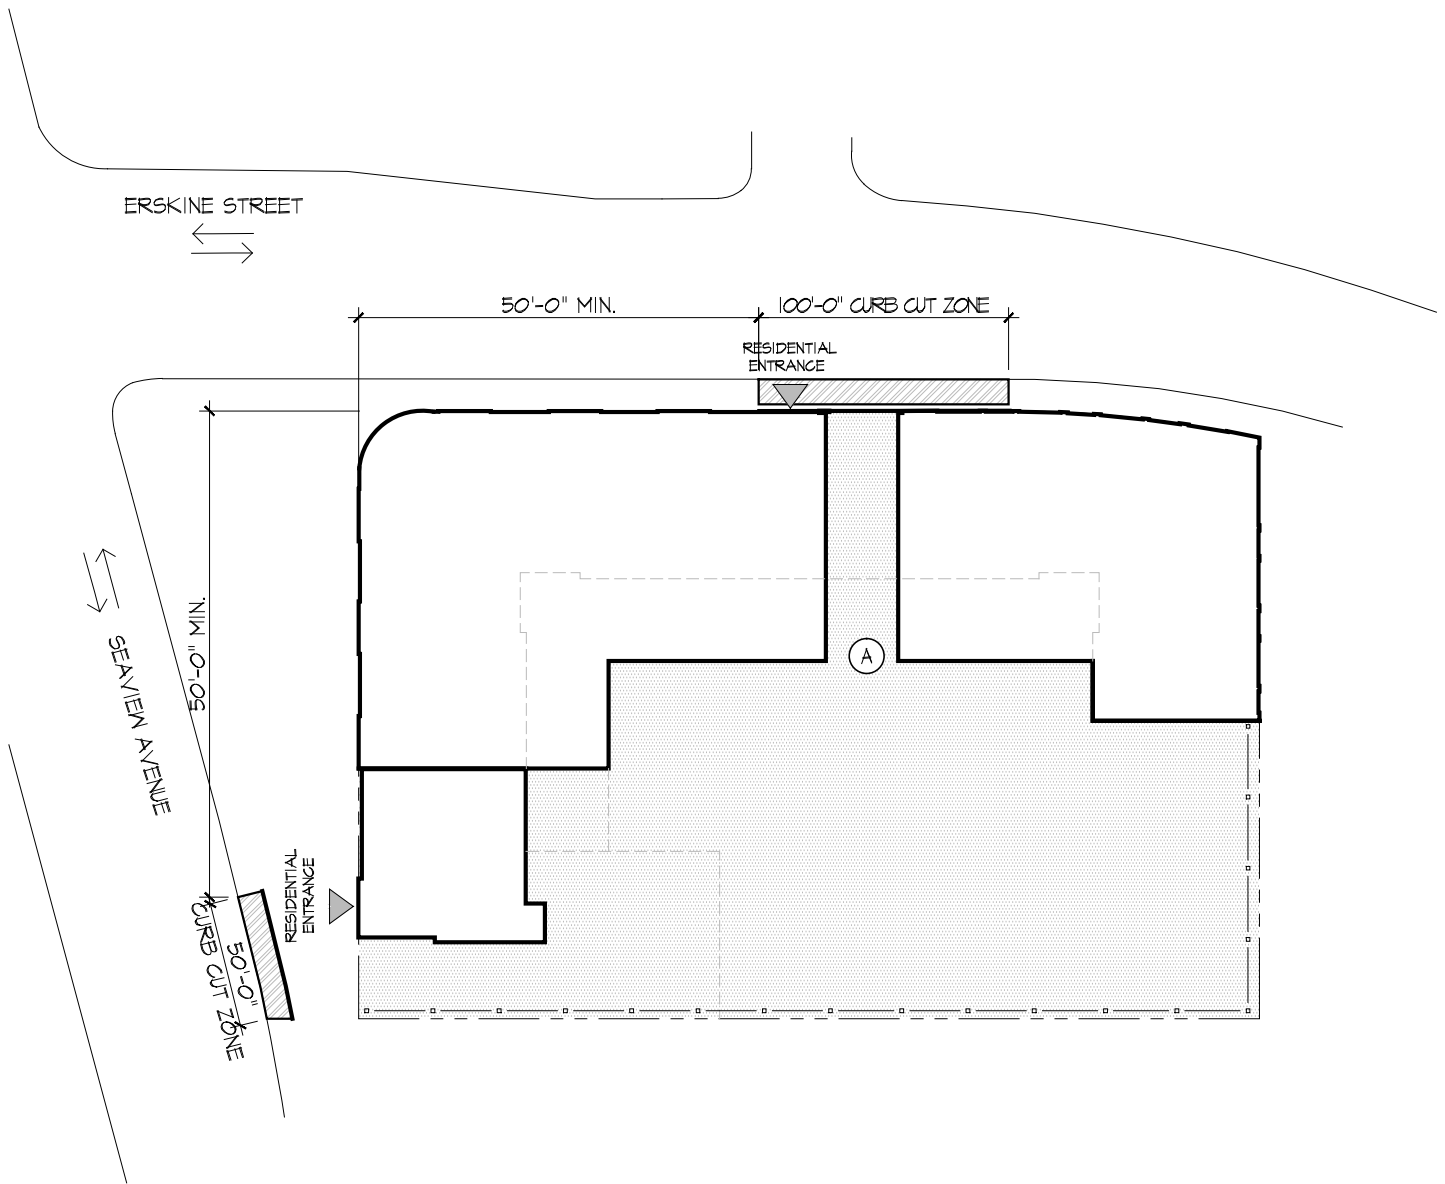 ERSKINE STREET
50'-0" MIN.
100'-0" CURB CUT ZONE
RESIDENTIAL
ENTRANCE
50'-0" MIN.
SEAVIEW AVENUE
A
RESIDENTIAL
ENTRANCE
50'-0"
CURB CUT ZONE